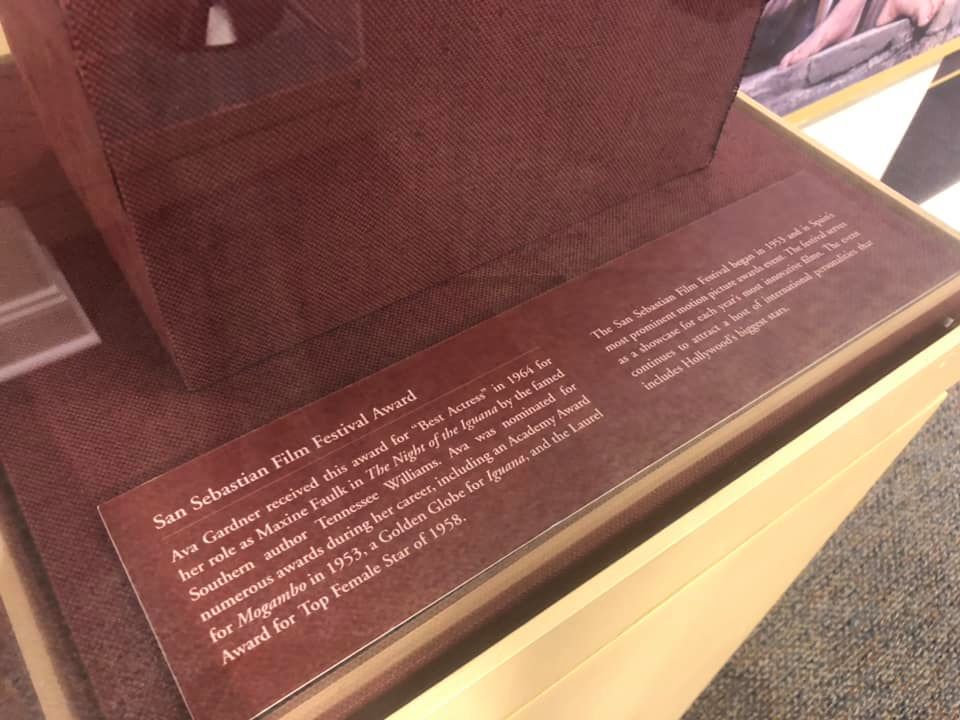 San Sebastian Film Festival Award
Ava Gardner received this award for "Best Actress" in 1964 for
her role as Maxine Faulk in The Night of the Iguana by the famed
Southern author Tennessee Williams. Ava was nominated for
numerous awards during her career, including an Academy Award
for Mogambo in 1953, a Golden Globe for Iguana, and the Laurel
Award for Top Female Star of 1958.
The San Sebastian Film Festival began in 1953 and is Spain's
most prominent motion picture awards event. The festival serves
as a showcase for each year's most innovative films. The event
continues to attract a host of international personalities that
includes Hollywood's biggest stars.